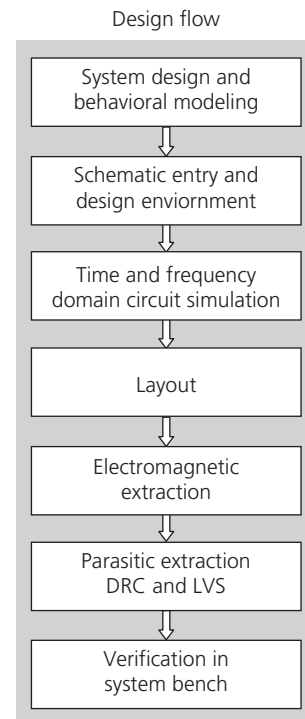 Design flow
System design and
behavioral modeling
Schematic entry and
design enviornment
Time and frequency
domain circuit simulation
Layout
Electromagnetic
extraction
Parasitic extraction
DRC and LVS
Verification in
system bench